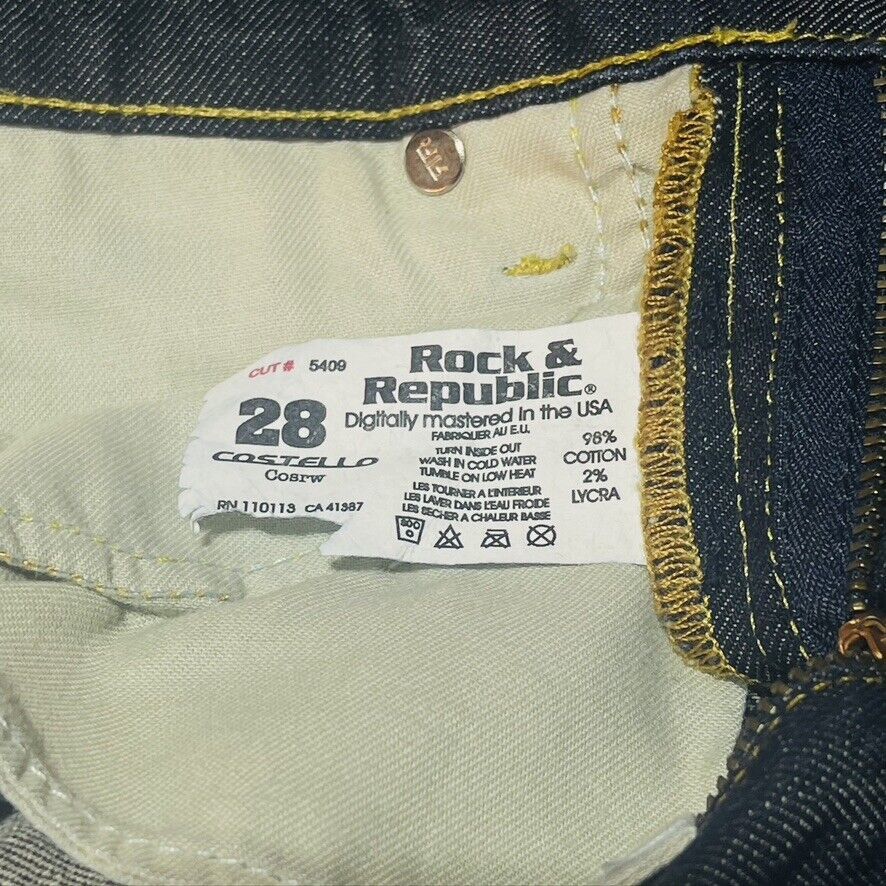 CUT # 5409
28
COSTELLO
Cosrw
RN 110113 CA 41387
Rock &
Republic®
Digitally mastered in the USA
FABRIQUER AU E.U.
TURN INSIDE OUT
WASH IN COLD WATER
TUMBLE ON LOW HEAT
LES TOURNER A L'INTERIEUR
LES LAVER DANS L'EAU FROIDE
LES SECHER A CHALEUR BASSE
98%
COTTON
2%
LYCRA